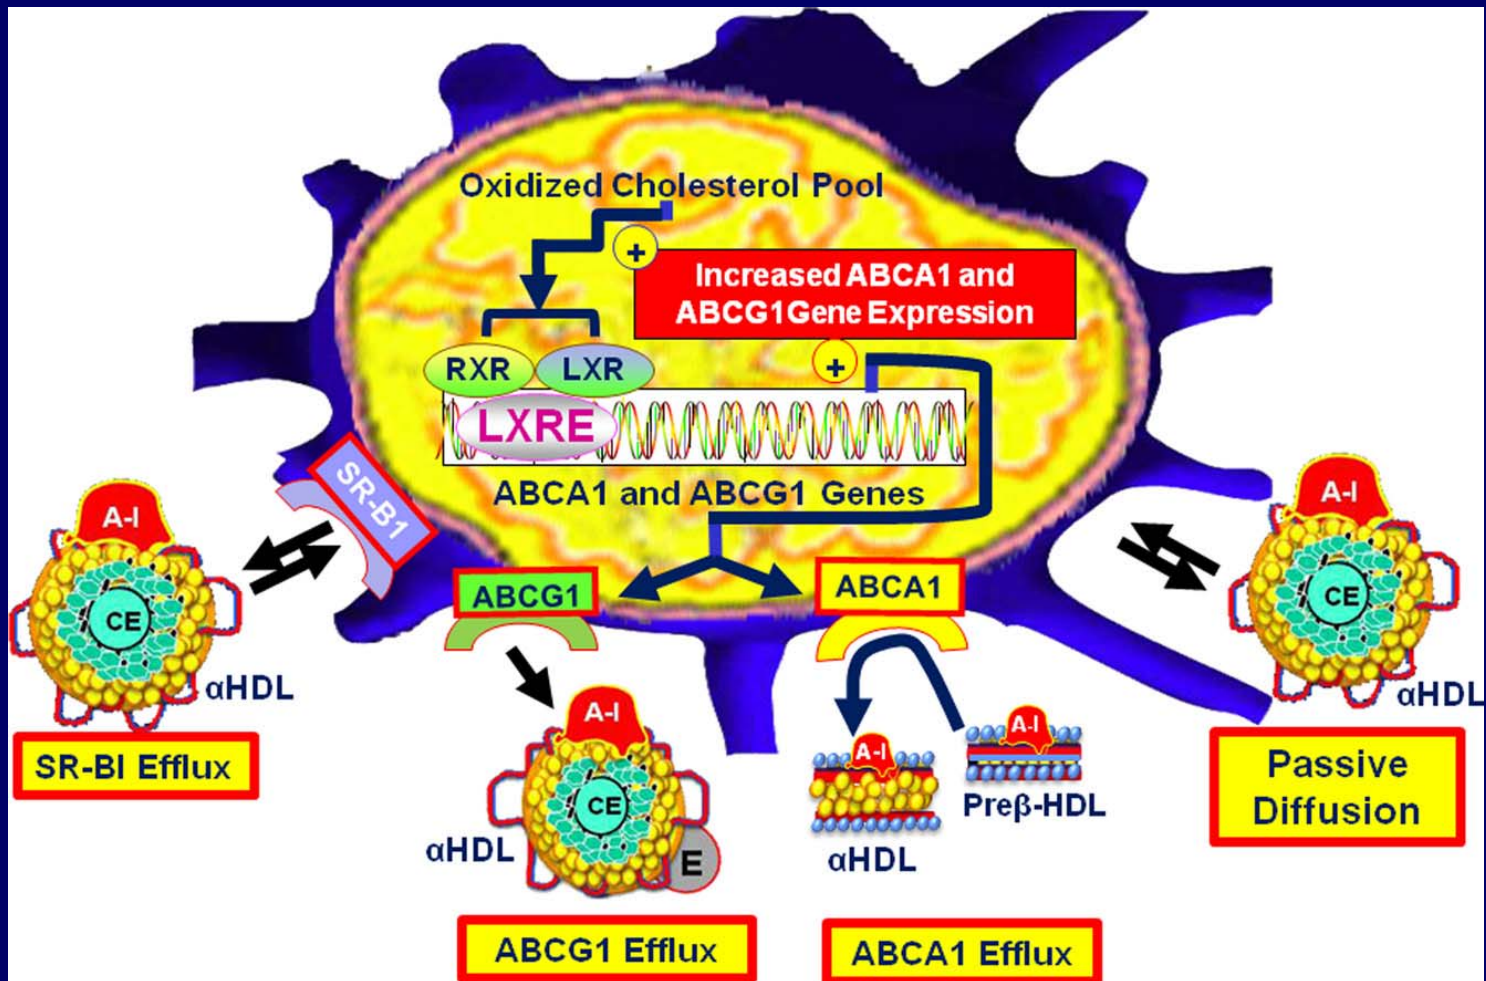 Oxidized Cholesterol Pool
+
Increased ABCA1 and
ABCG1Gene Expression
+
RXR
LXR
LXRE
ABCA1 and ABCG1 Genes
SR-B1
A-I
CE
αHDL
SR-BI Efflux
ABCG1
A-I
CE
E
αHDL
ABCG1 Efflux
ABCA1
A-I
αHDL
A-I
Preβ-HDL
ABCA1 Efflux
A-I
CE
αHDL
Passive
Diffusion